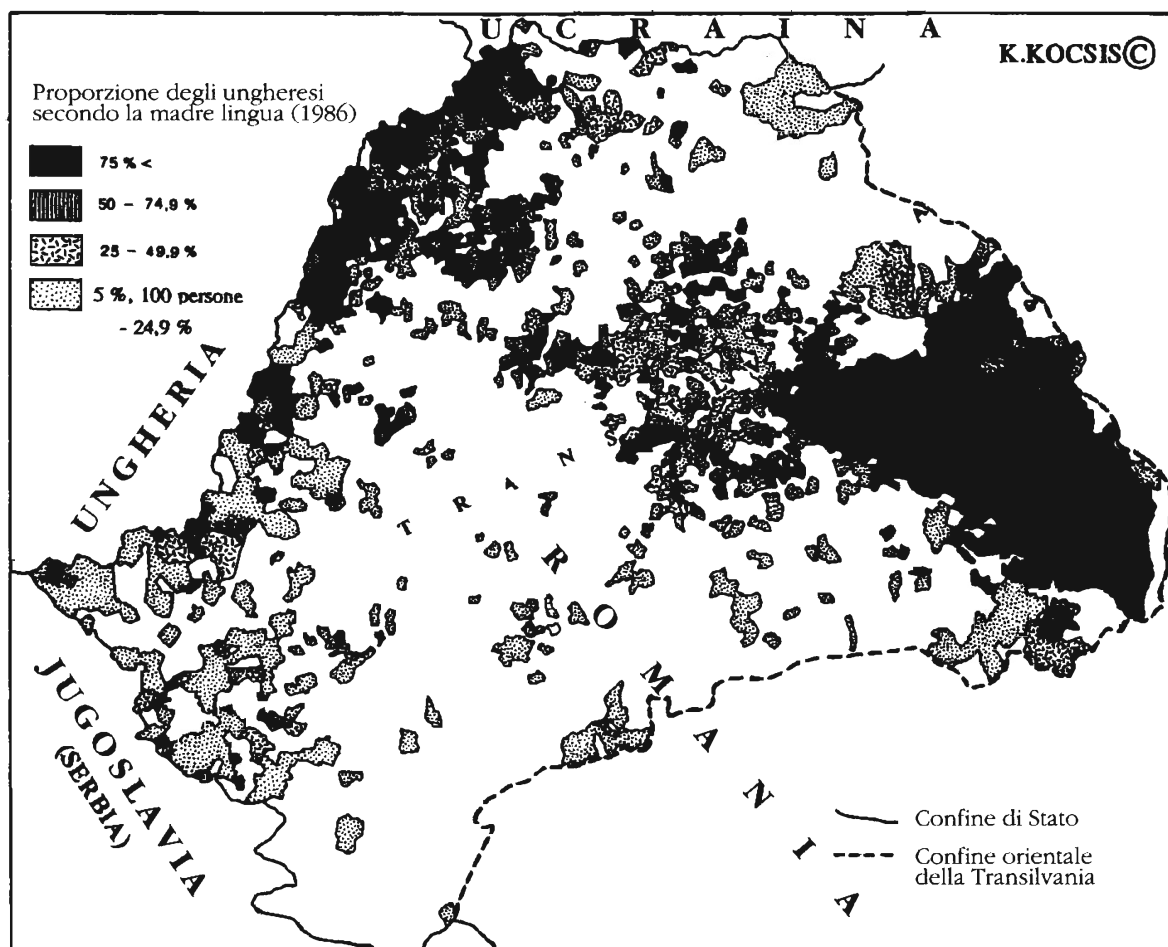 UCRAINA
K.KOCSIS©
Proporzione degli ungheresi
secondo la madre lingua (1986)
75 % <
50 – 74,9 %
25 – 49,9 %
5 %, 100 persone
- 24,9 %
UNGHERIA
TRANS
ROMANIA
JUGOSLAVIA
(SERBIA)
Confine di Stato
Confine orientale
della Transilvania